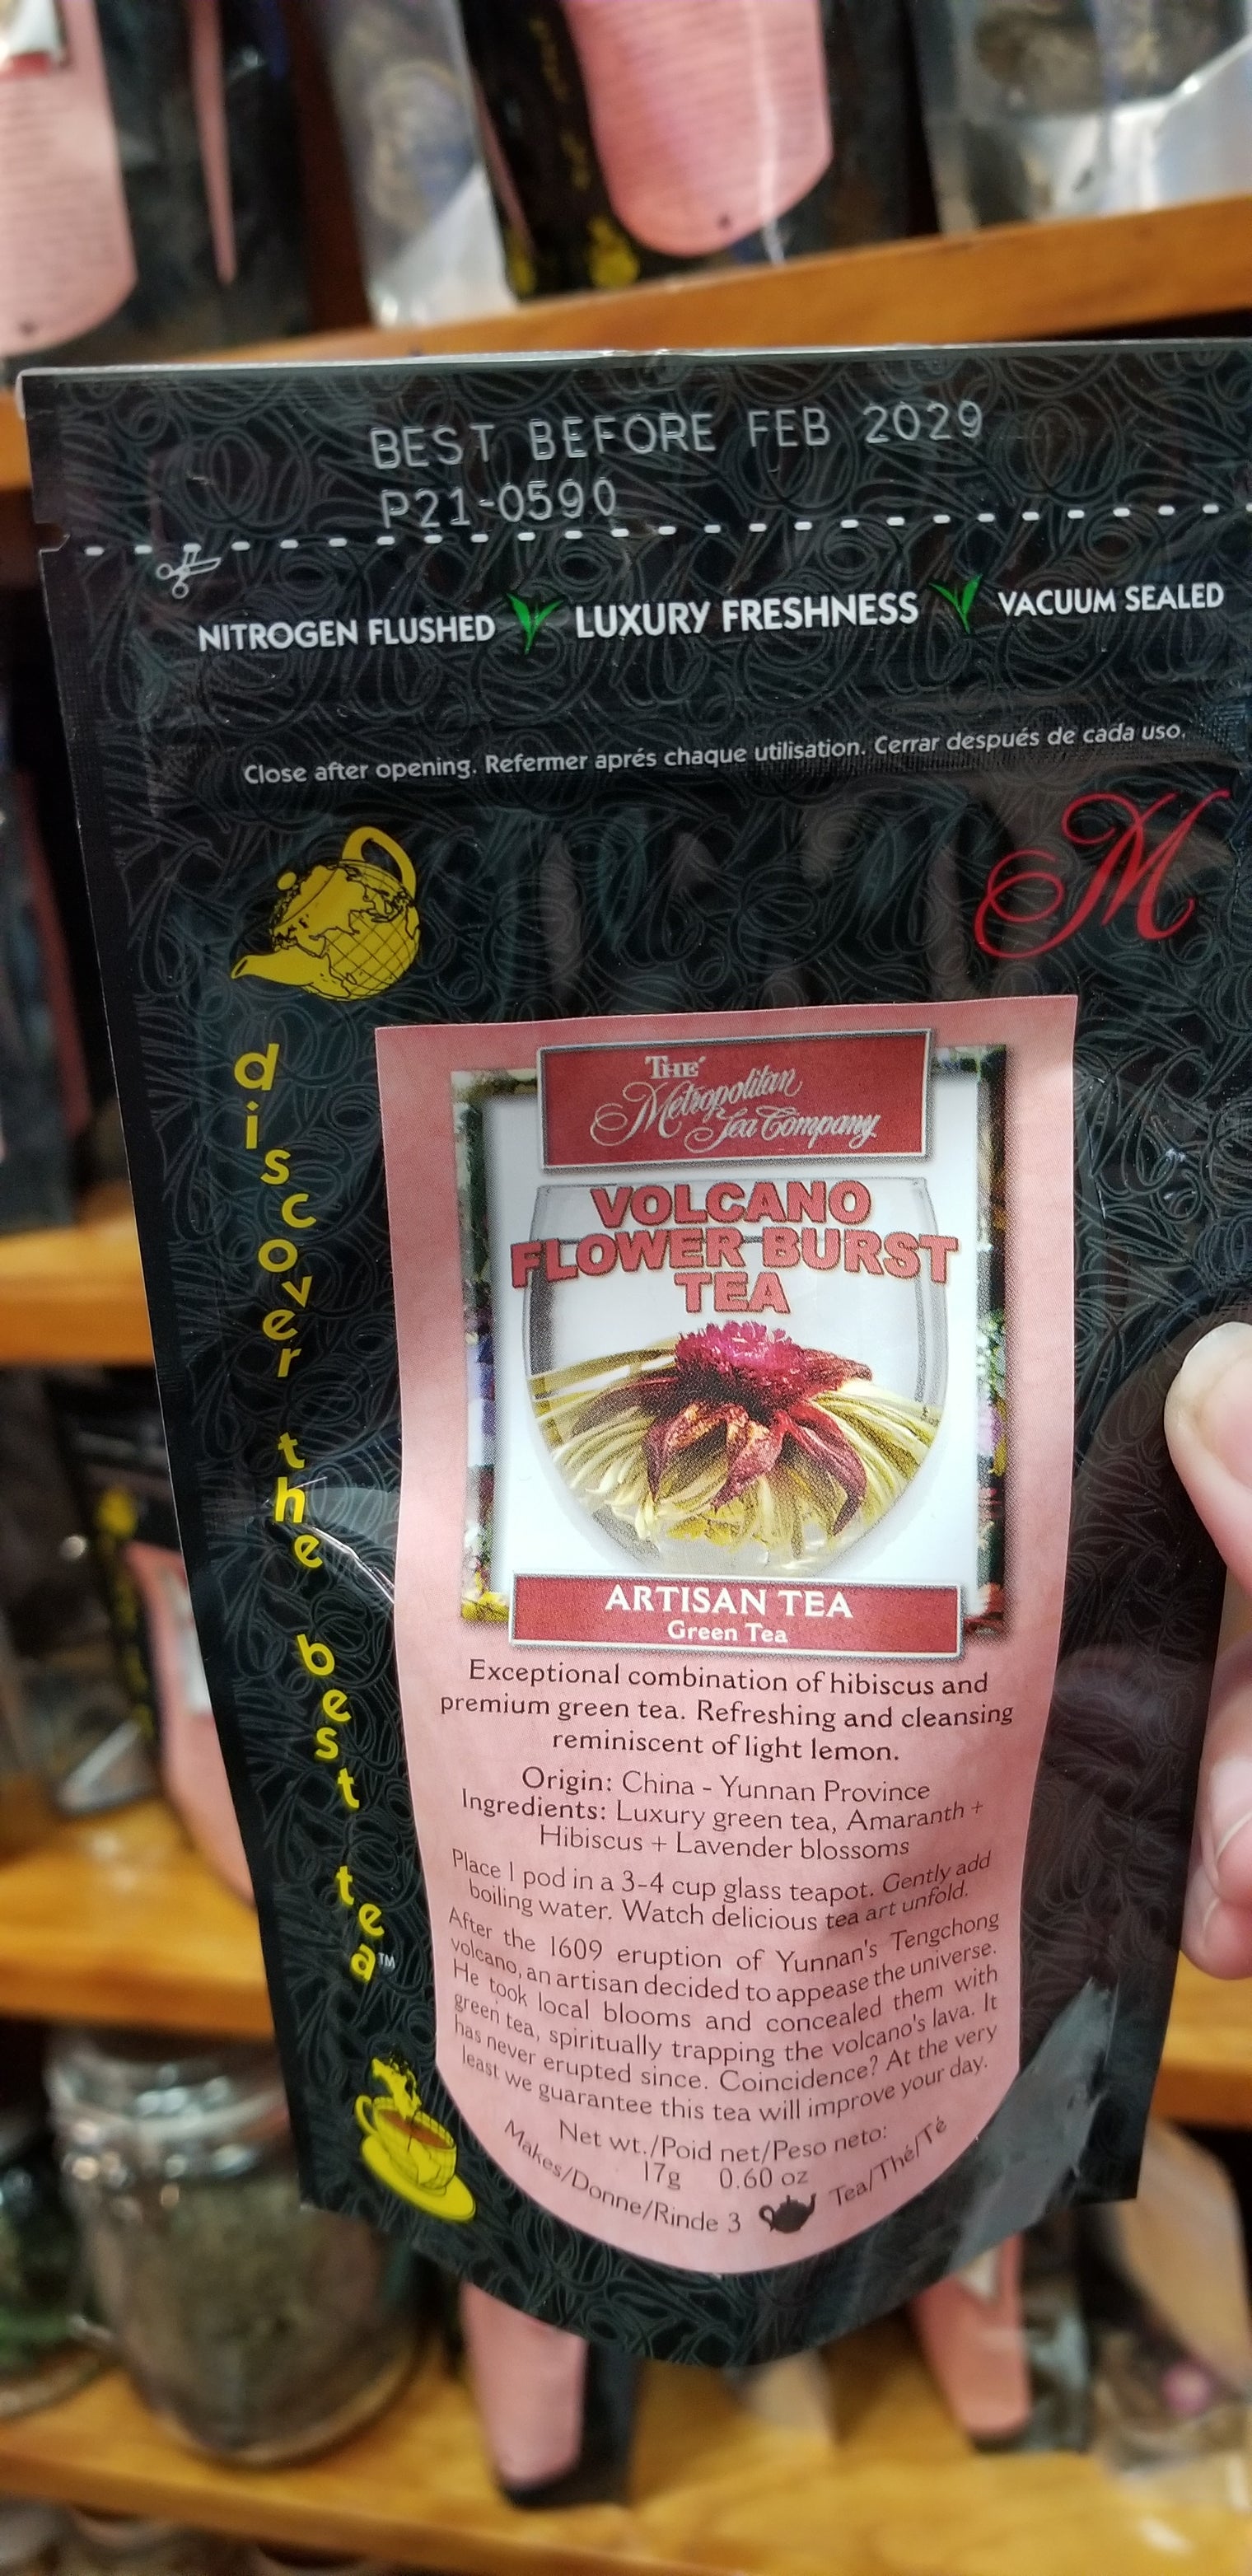 BEST BEFORE FEB 2029
P21-0590
NITROGEN FLUSHED LUXURY FRESHNESS VACUUM SEALED
Close after opening. Refermer aprés chaque utilisation. Cerrar después de cada uso.
M
discover the best tea™
THE
Metropolitan
Tea Company
VOLCANO
FLOWER BURST
TEA
ARTISAN TEA
Green Tea
Exceptional combination of hibiscus and
premium green tea. Refreshing and cleansing
reminiscent of light lemon.
Origin: China - Yunnan Province
Ingredients: Luxury green tea, Amaranth +
Hibiscus + Lavender blossoms
Place 1 pod in a 3-4 cup glass teapot. Gently add
boiling water. Watch delicious tea art unfold.
After the 1609 eruption of Yunnan's Tengchong
volcano, an artisan decided to appease the universe.
He took local blooms and concealed them with
green tea, spiritually trapping the volcano's lava. It
has never erupted since. Coincidence? At the very
least we guarantee this tea will improve your day.
Net wt./Poid net/Peso neto:
17g 0.60 oz
Makes/Donne/Rinde 3 Tea/Thé/Té